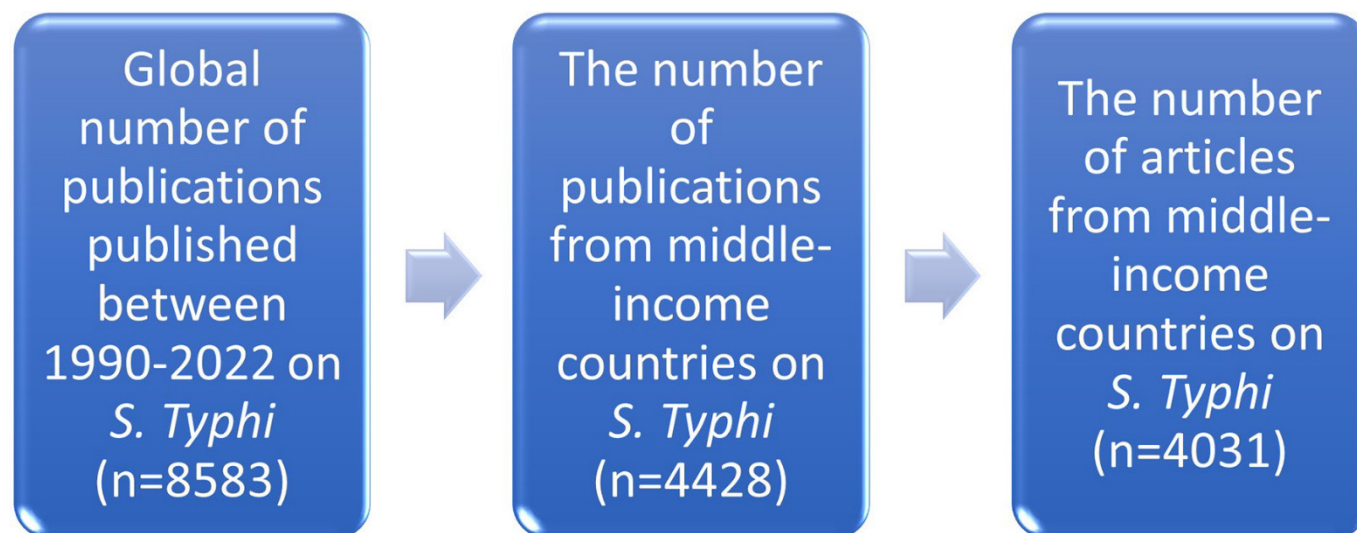 Global
number of
publications
published
between
1990-2022 on
S. Typhi
(n=8583)
The number
of
publications
from middle-
income
countries on
S. Typhi
(n=4428)
The number
of articles
from middle-
income
countries on
S. Typhi
(n=4031)